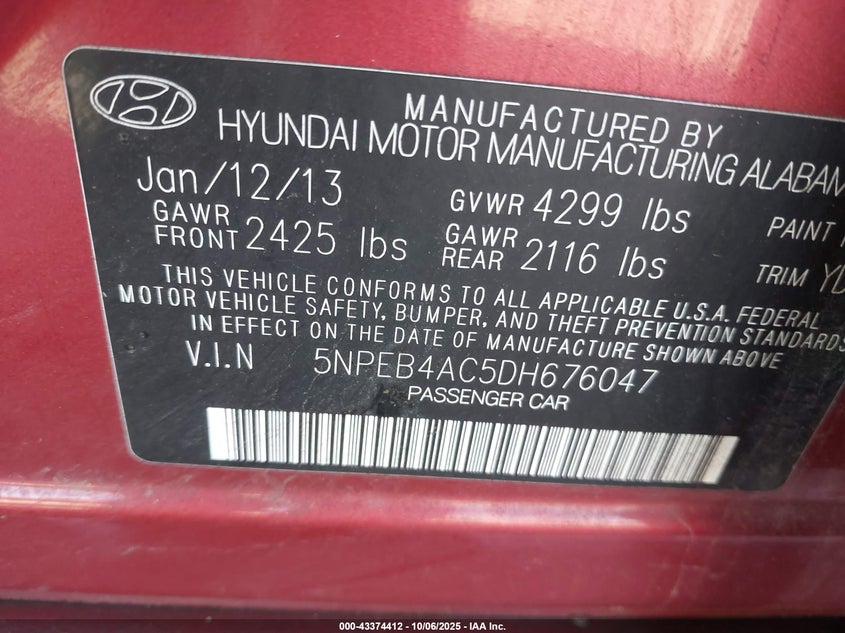 MANUFACTURED BY
HYUNDAI MOTOR MANUFACTURING
Jan/12/13 GVWR 4299 lbs PAINT
GAWR FRONT 2425 lbs GAWR REAR 2116 lbs TRIM
THIS VEHICLE CONFORMS TO ALL APPLICABLE U.S.A. FEDERAL
MOTOR VEHICLE SAFETY, BUMPER, AND THEFT PREVENTION STANDARDS
IN EFFECT ON THE DATE OF MANUFACTURE SHOWN ABOVE
V.I.N 5NPEB4AC5DH676047
PASSENGER CAR
000-43374412 - 10/06/2025 - IAA Inc.